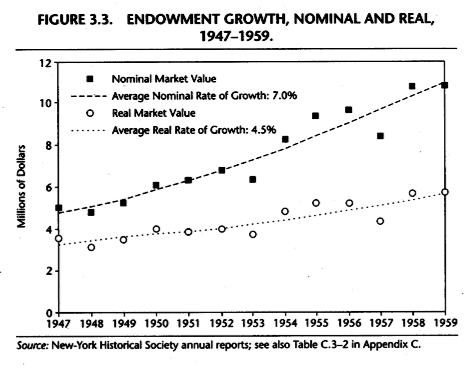 FIGURE 3.3. ENDOWMENT GROWTH, NOMINAL AND REAL,
1947–1959.
12
10
8
6
4
2
0
Millions of Dollars
Nominal Market Value
Average Nominal Rate of Growth: 7.0%
Real Market Value
Average Real Rate of Growth: 4.5%
1947 1948 1949 1950 1951 1952 1953 1954 1955 1956 1957 1958 1959
Source: New-York Historical Society annual reports; see also Table C.3–2 in Appendix C.